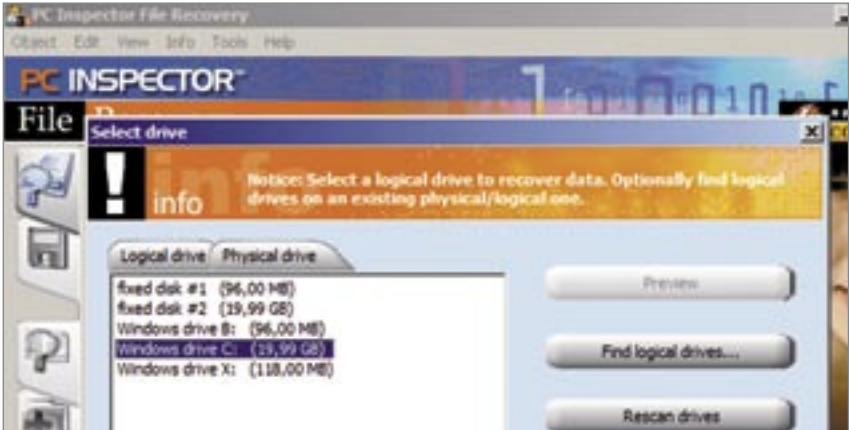 PC Inspector File Recovery
Object Edit View Info Tools Help
PC INSPECTOR™
File
Select drive
info
Notice: Select a logical drive to recover data. Optionally find logical
drives on an existing physical/logical one.
Logical drive Physical drive
fixed disk #1 (96,00 MB)
fixed disk #2 (19,99 GB)
Windows drive B: (96,00 MB)
Windows drive C: (19,99 GB)
Windows drive X: (118,00 MB)
Preview
Find logical drives...
Rescan drives